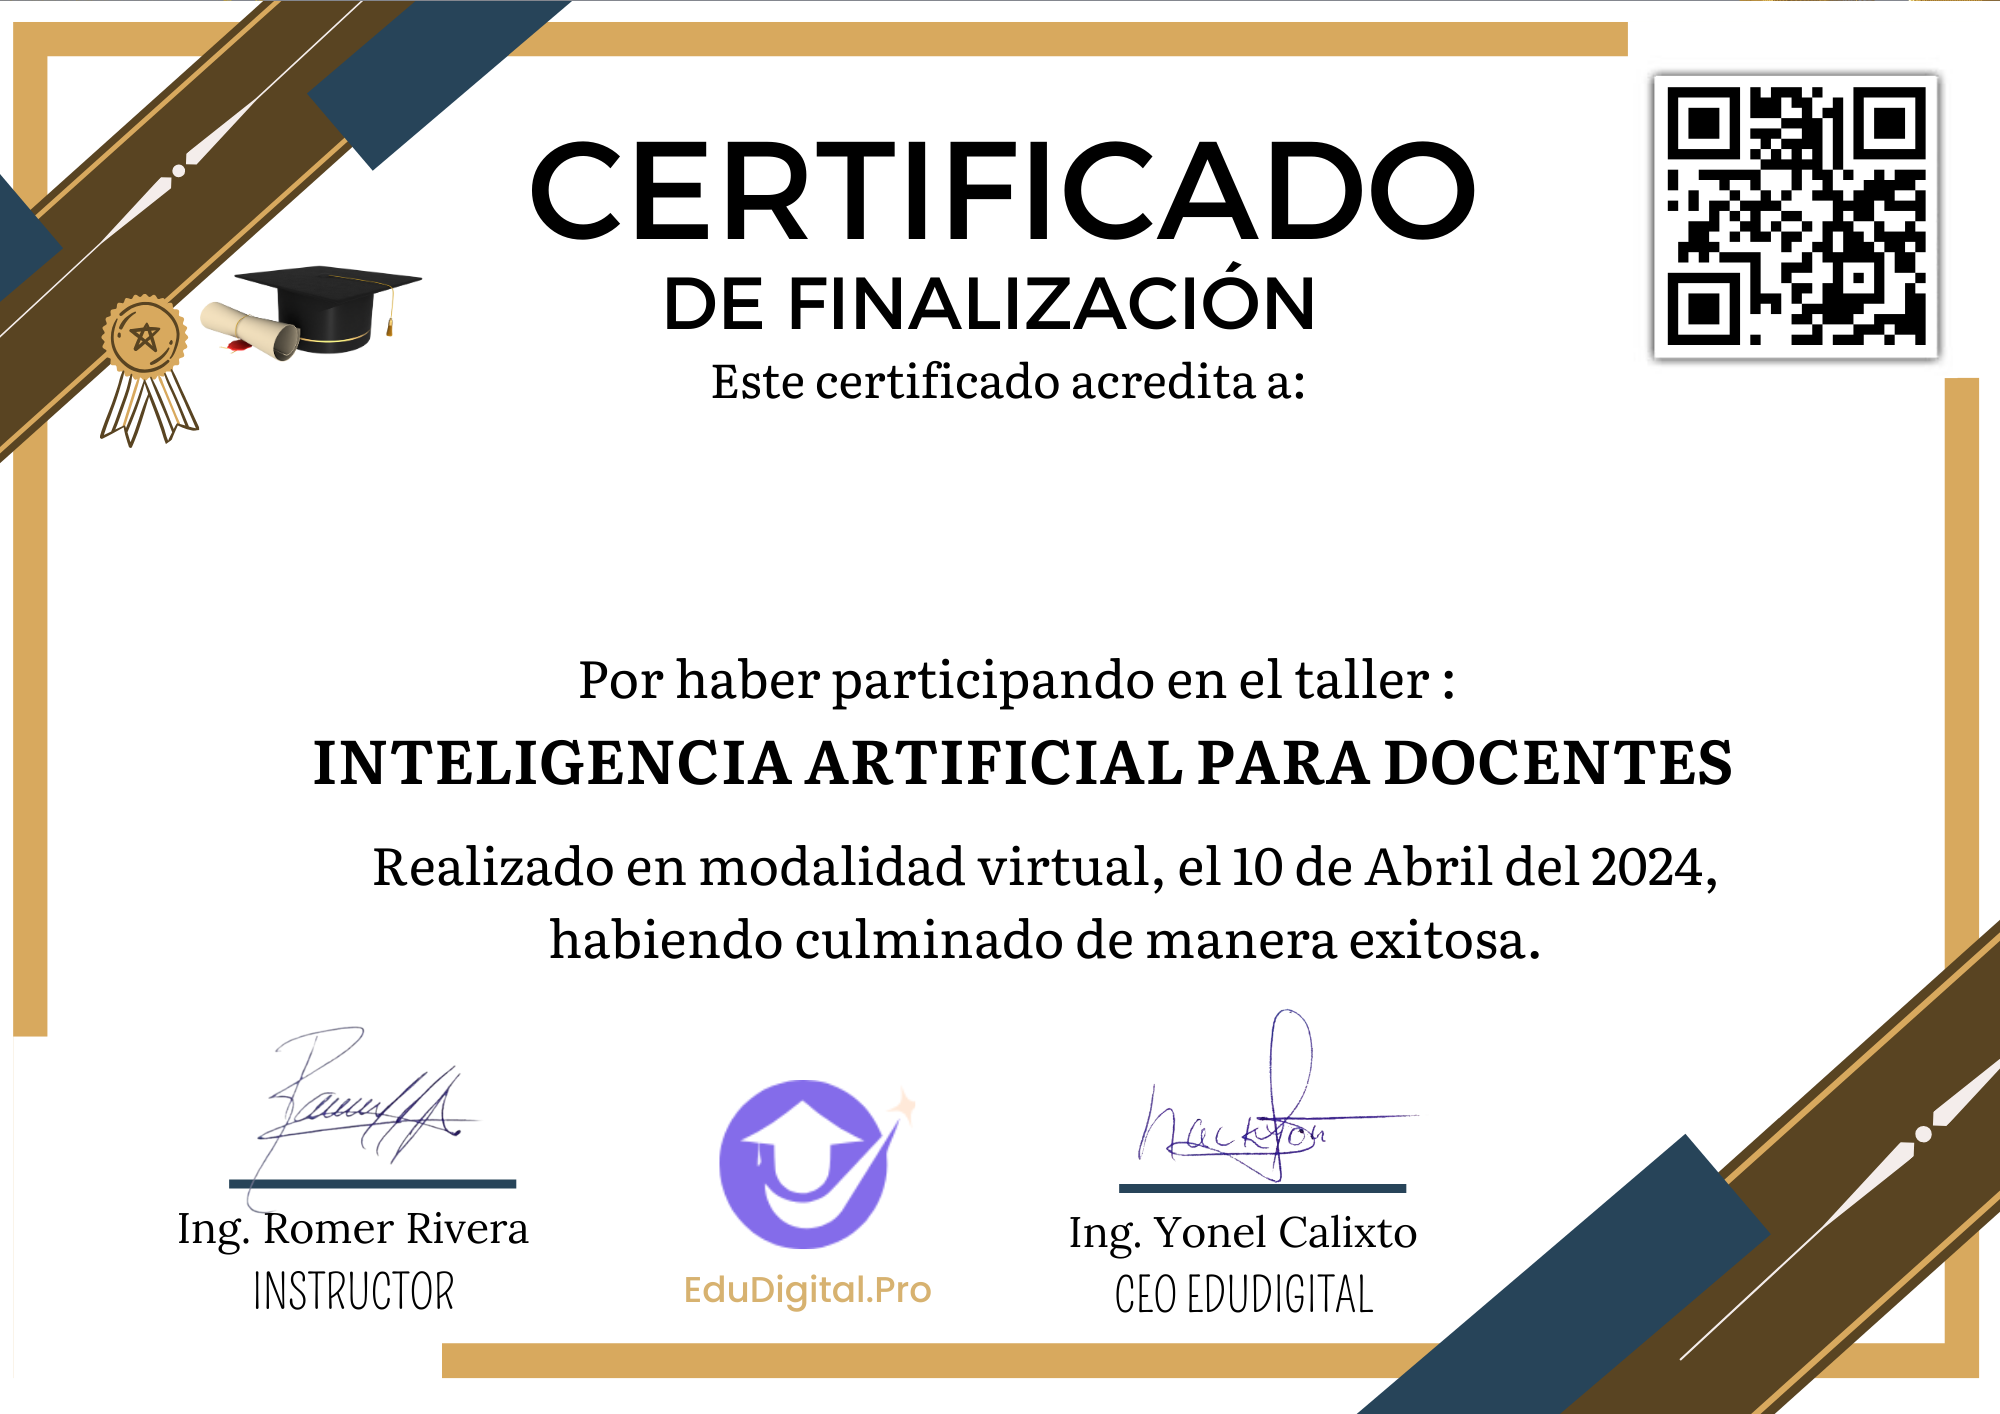 CERTIFICADO
DE FINALIZACIÓN
Este certificado acredita a:
Por haber participando en el taller :
INTELIGENCIA ARTIFICIAL PARA DOCENTES
Realizado en modalidad virtual, el 10 de Abril del 2024,
habiendo culminado de manera exitosa.
Ing. Romer Rivera
INSTRUCTOR
EduDigital.Pro
Ing. Yonel Calixto
CEO EDUDIGITAL